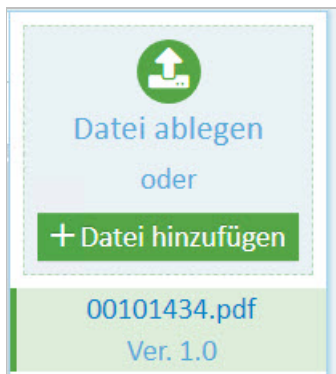 Datei ablegen
oder
+ Datei hinzufügen
00101434.pdf
Ver. 1.0